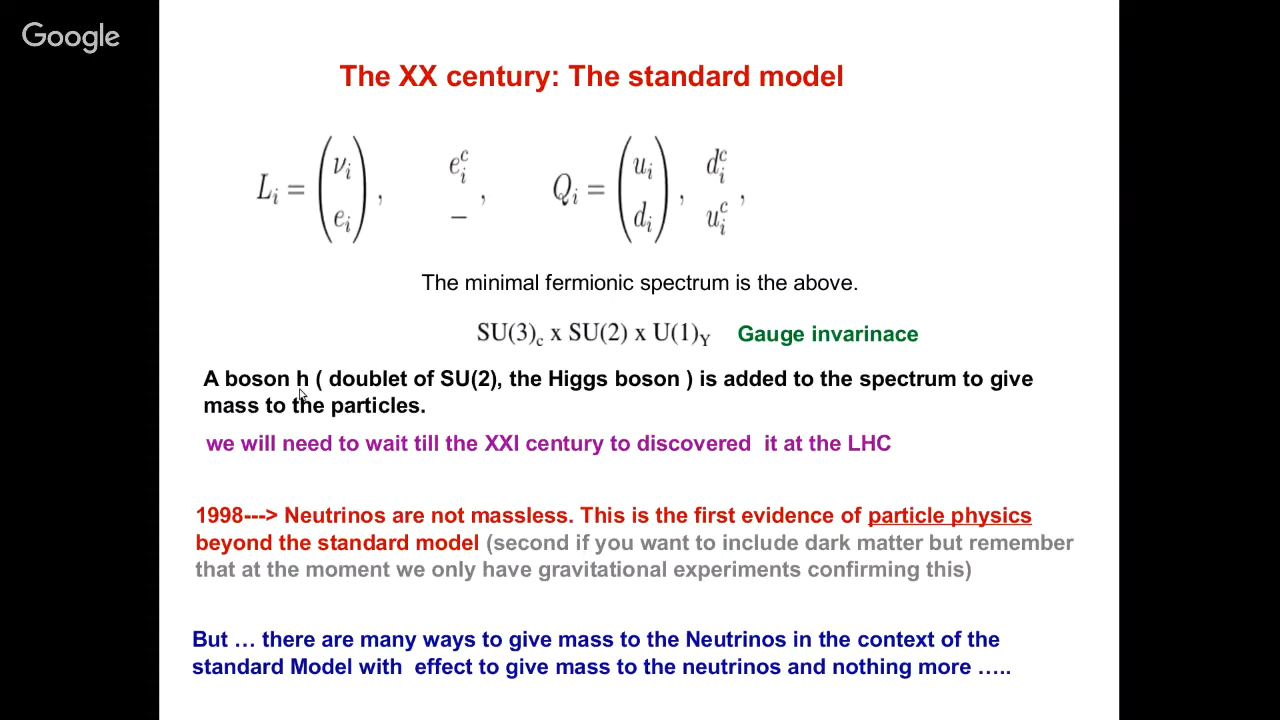 Google
The XX century: The standard model
L_i = (ν_i e_i), e_i^c −, Q_i = (u_i d_i), d_i^c u_i^c,
The minimal fermionic spectrum is the above.
SU(3)_c x SU(2) x U(1)_Y Gauge invarinace
A boson h ( doublet of SU(2), the Higgs boson ) is added to the spectrum to give
mass to the particles.
we will need to wait till the XXI century to discovered it at the LHC
1998---> Neutrinos are not massless. This is the first evidence of particle physics
beyond the standard model (second if you want to include dark matter but remember
that at the moment we only have gravitational experiments confirming this)
But … there are many ways to give mass to the Neutrinos in the context of the
standard Model with effect to give mass to the neutrinos and nothing more …..